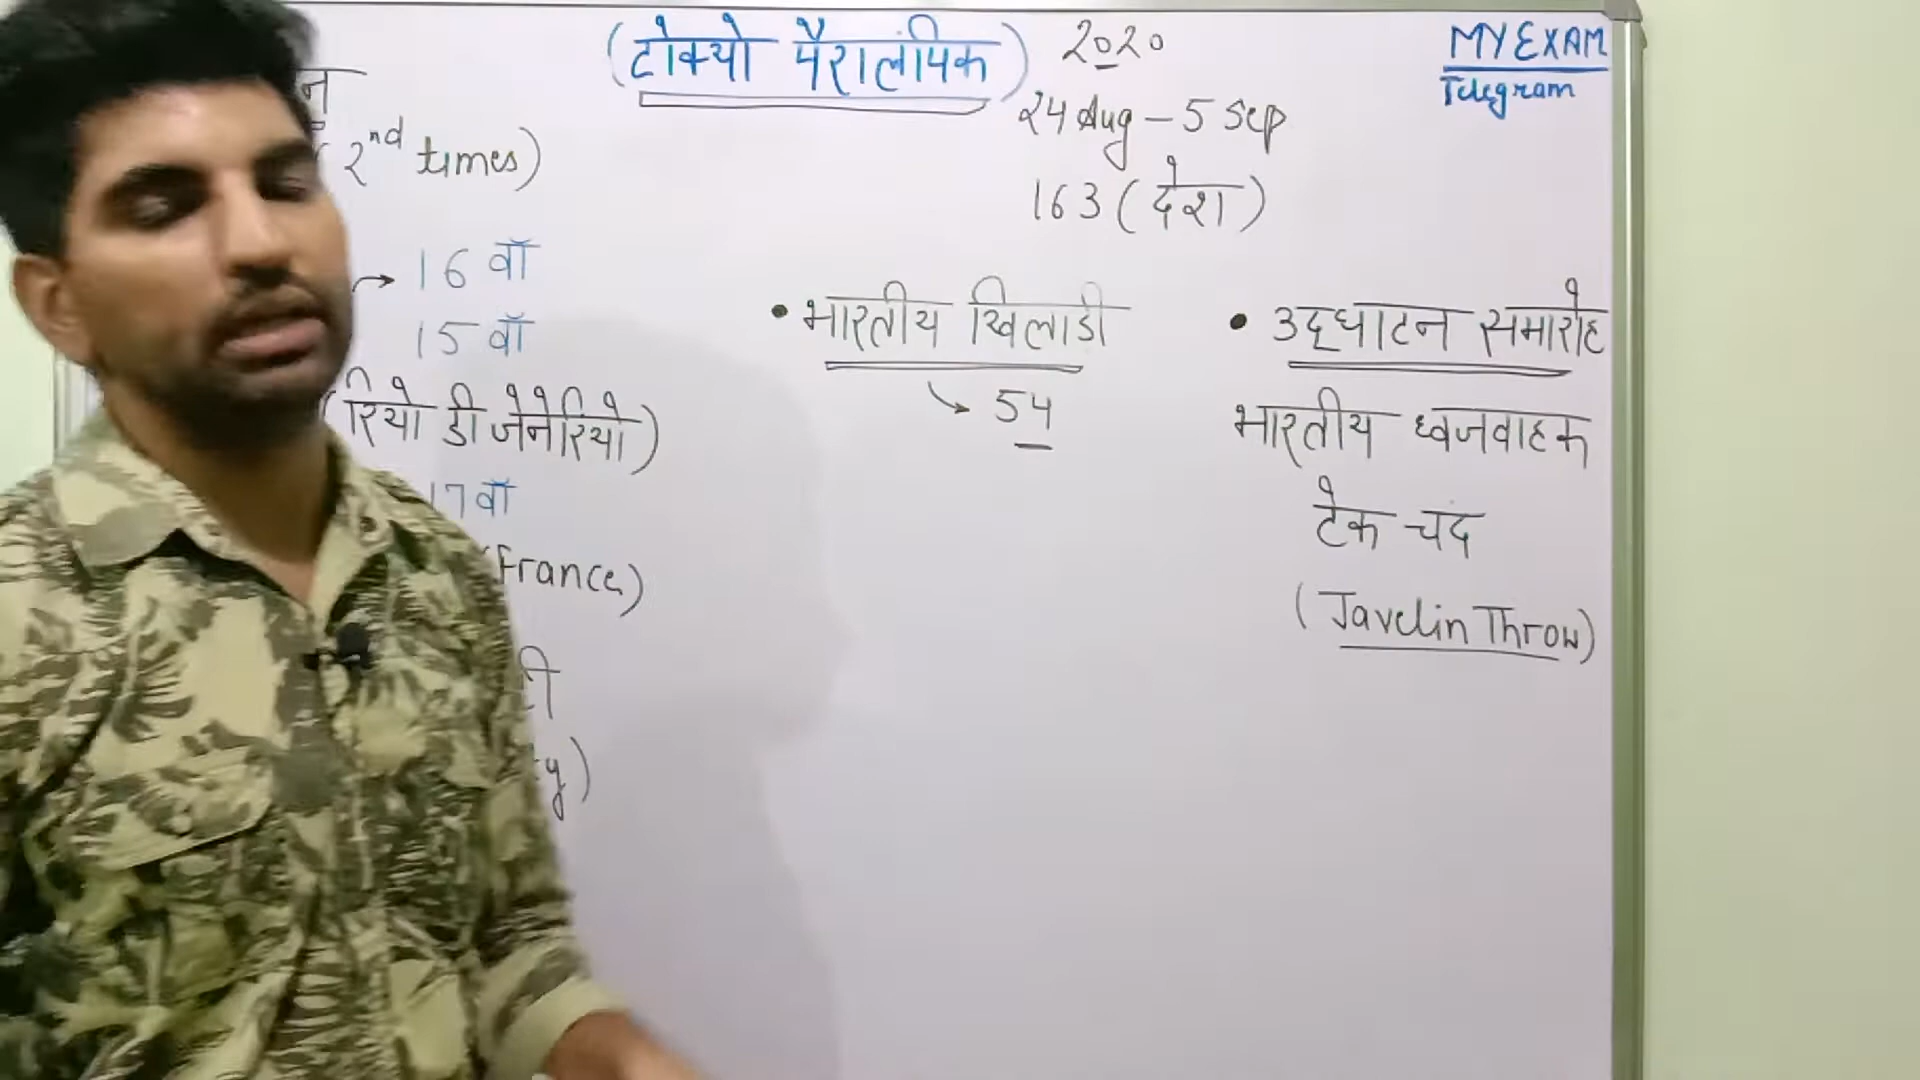 (टोक्यो पैरालंपिक) 2020
MY EXAM
Telegram
24 Aug – 5 Sep
163 (देश)
2nd times)
→ 16 वाँ
15 वाँ
(रियो डी जेनेरियो)
17 वाँ
(France)
• भारतीय खिलाडी
↘ 54
• उद्घाटन समारोह
भारतीय ध्वजवाहक
टेक चंद
(Javelin Throw)